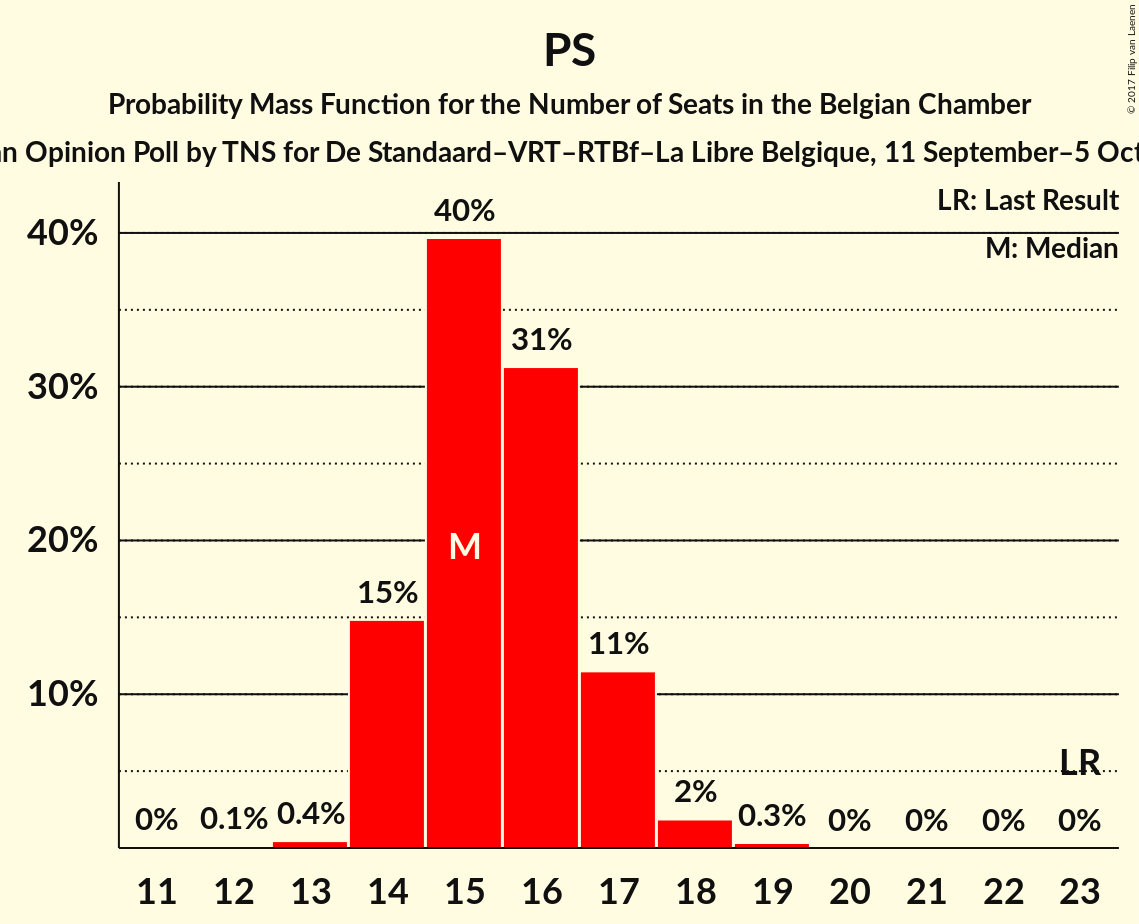 PS
Probability Mass Function for the Number of Seats in the Belgian Chamber
n Opinion Poll by TNS for De Standaard–VRT–RTBf–La Libre Belgique, 11 September–5 Oct
© 2017 Filip van Laenen
LR: Last Result
M: Median
40%
30%
20%
10%
0%
0.1%
0.4%
15%
40%
31%
11%
2%
0.3%
0%
0%
0%
0%
M
LR
11 12 13 14 15 16 17 18 19 20 21 22 23